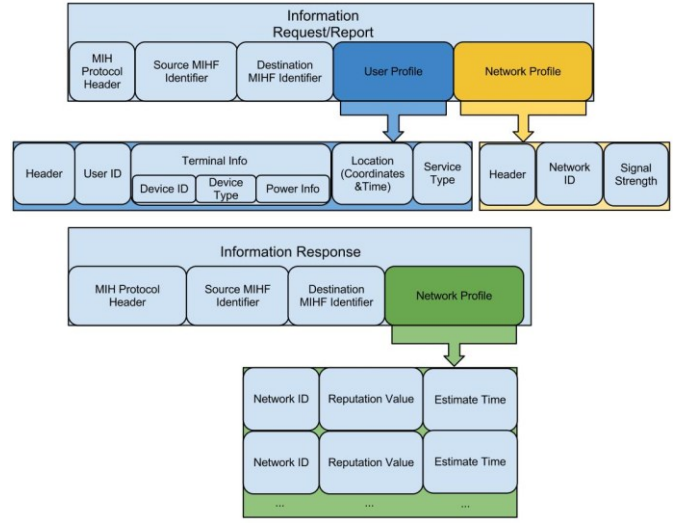 Information
Request/Report
MIH
Protocol
Header
Source MIHF
Identifier
Destination
MIHF Identifier
User Profile
Network Profile
Header
User ID
Terminal Info
Device ID
Device
Type
Power Info
Location
(Coordinates
&Time)
Service
Type
Header
Network
ID
Signal
Strength
Information Response
MIH Protocol
Header
Source MIHF
Identifier
Destination
MIHF Identifier
Network Profile
Network ID
Reputation Value
Estimate Time
Network ID
Reputation Value
Estimate Time
...
...
...